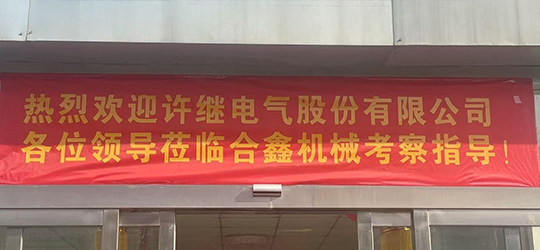 热烈欢迎许继电气股份有限公司
各位领导莅临合鑫机械考察指导！